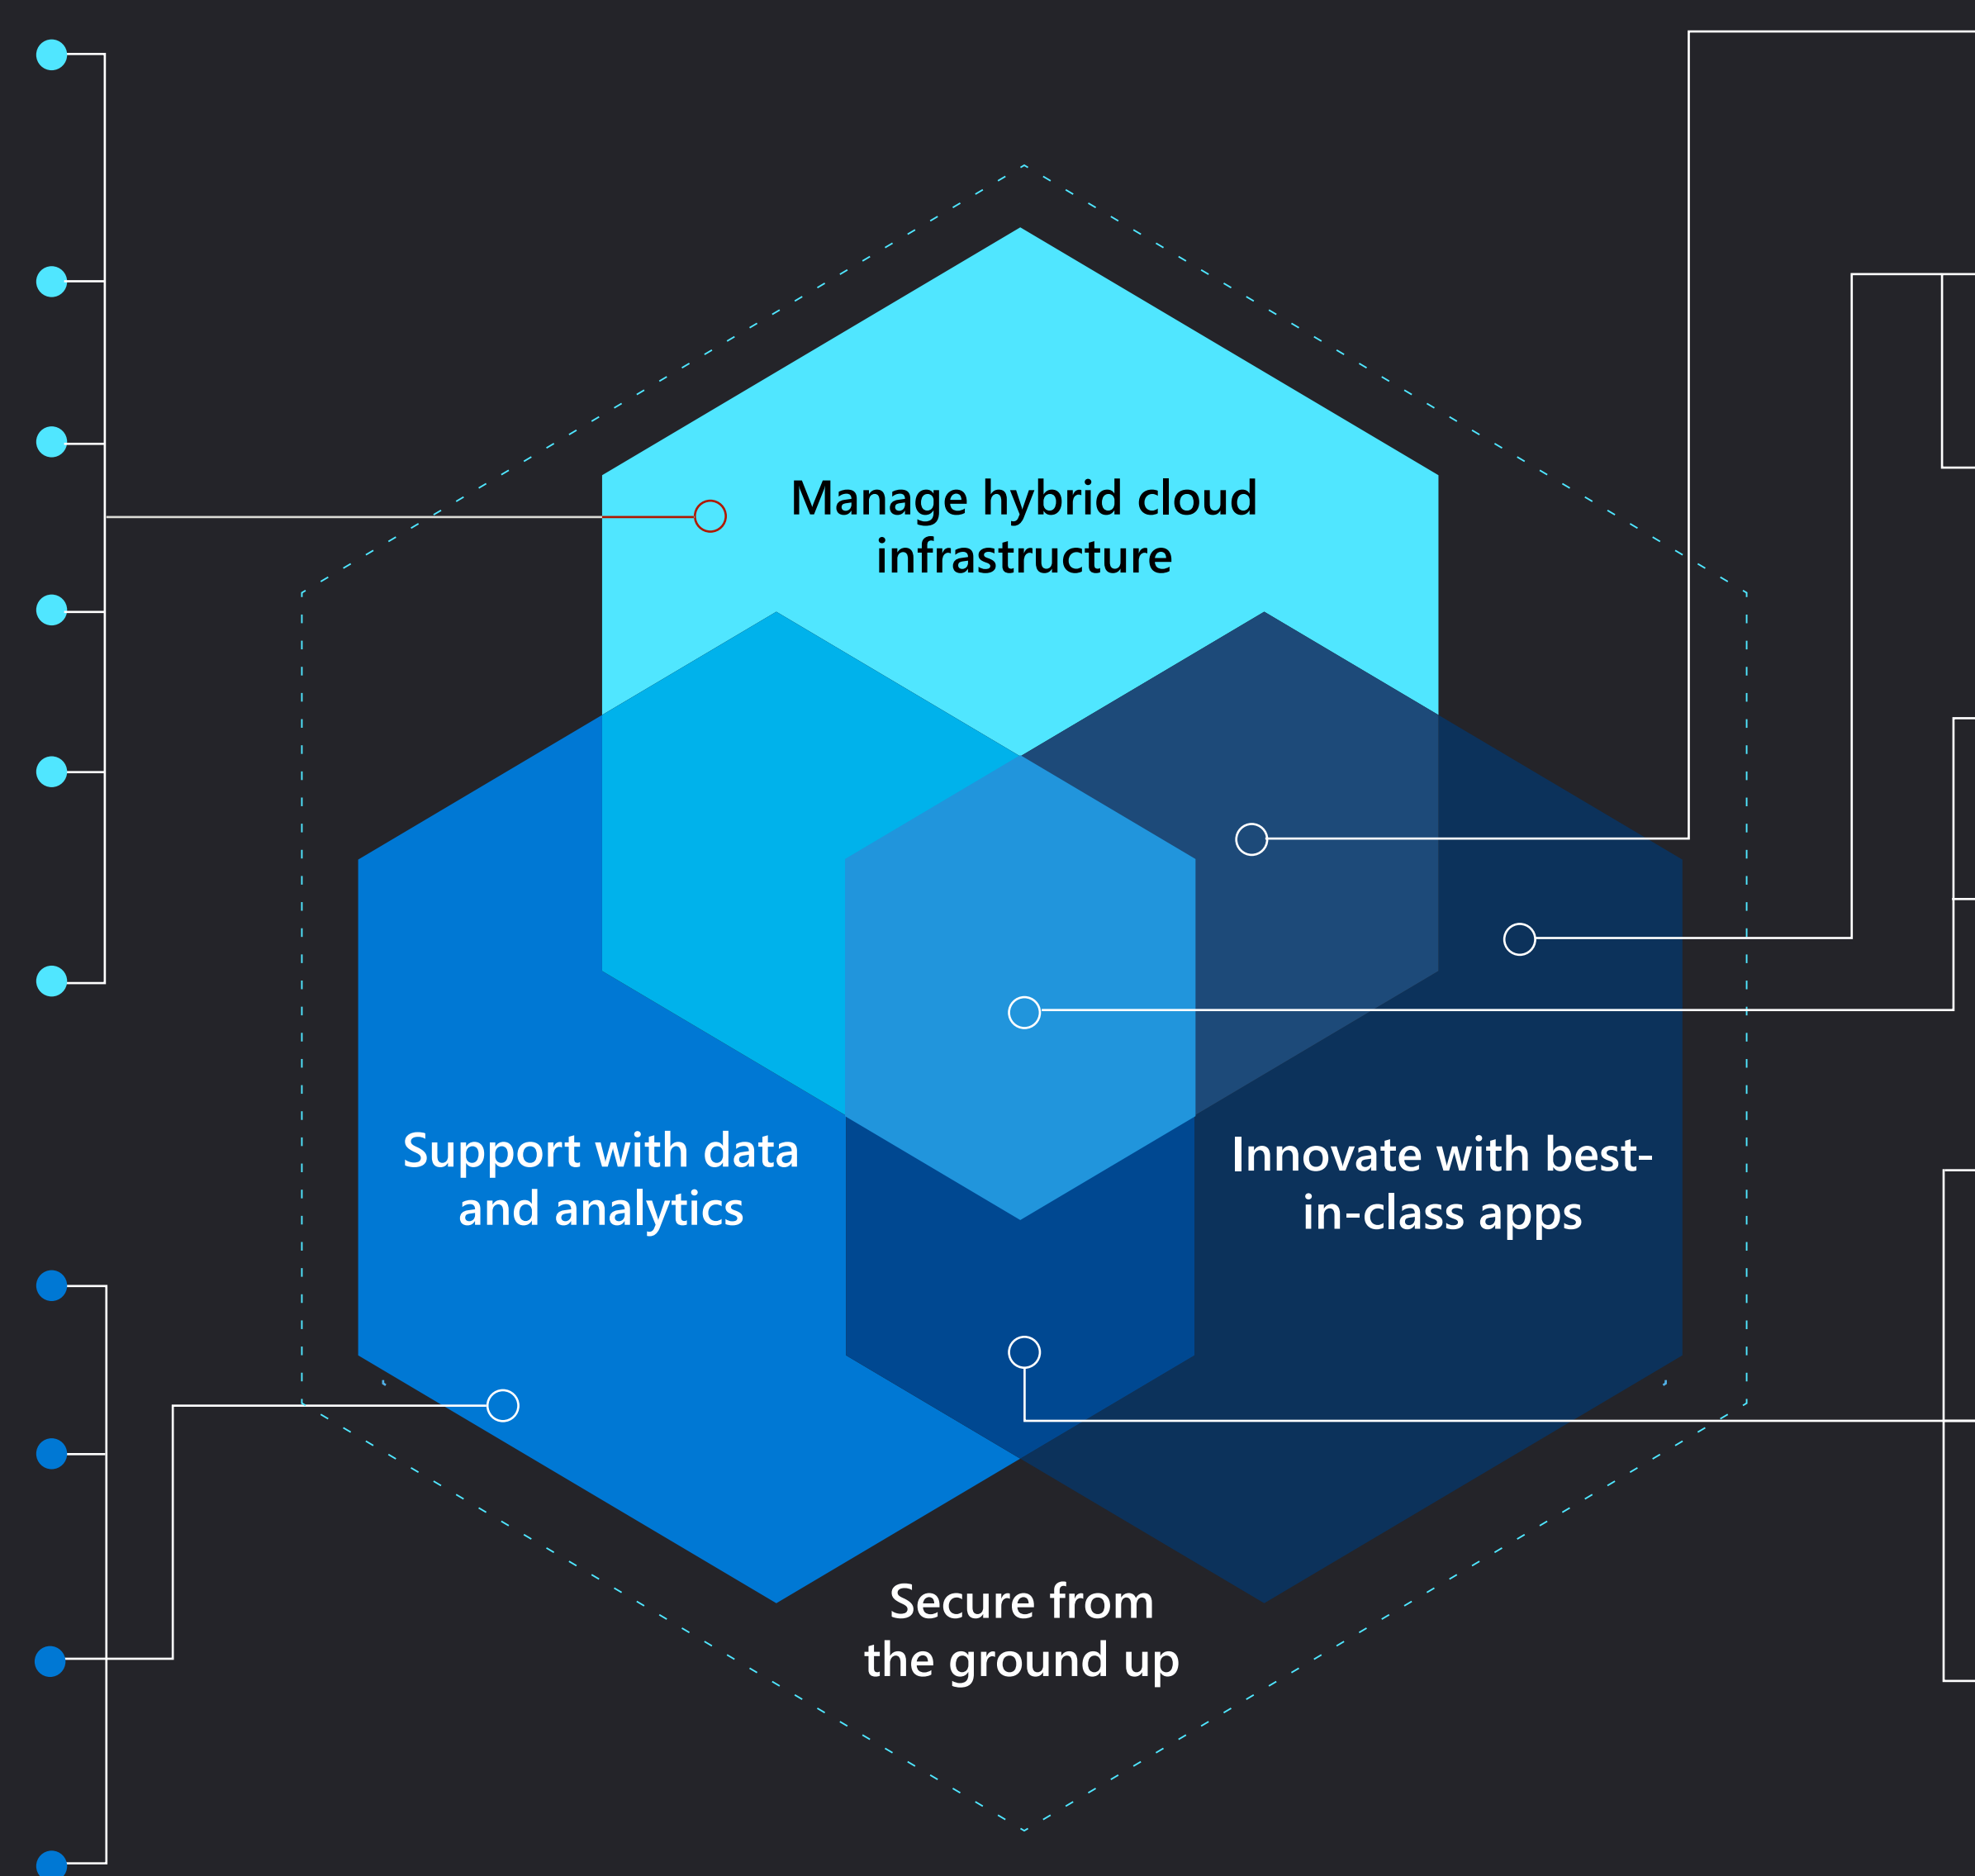 Manage hybrid cloud
infrastructure
Support with data
and analytics
Innovate with best-
in-class apps
Secure from
the ground up